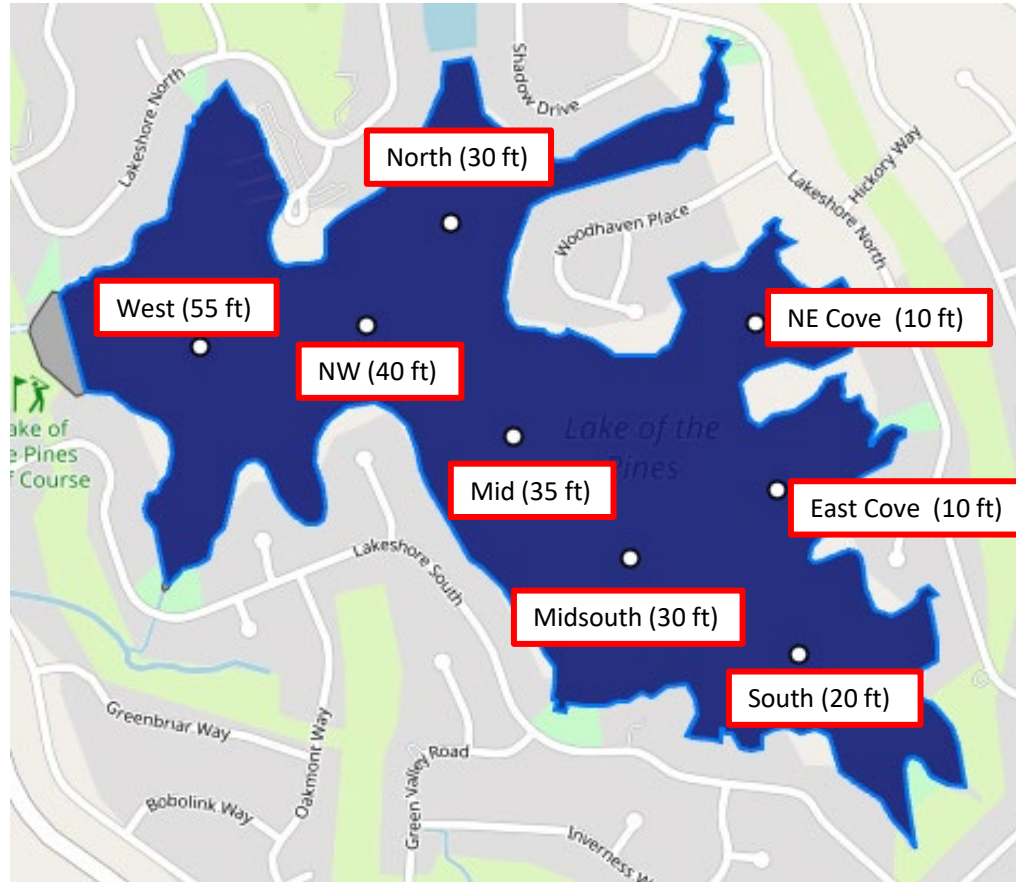 Shadow Drive
Lakeshore North
North (30 ft)
Hickory Way
Lakeshore North
Woodhaven Place
West (55 ft)
NE Cove (10 ft)
NW (40 ft)
Lake of the
Pines
ake of
e Pines
f Course
Mid (35 ft)
East Cove (10 ft)
Lakeshore South
Midsouth (30 ft)
South (20 ft)
Greenbriar Way
Oakmont Way
Green Valley
Road
Bobolink Way
Inverness W